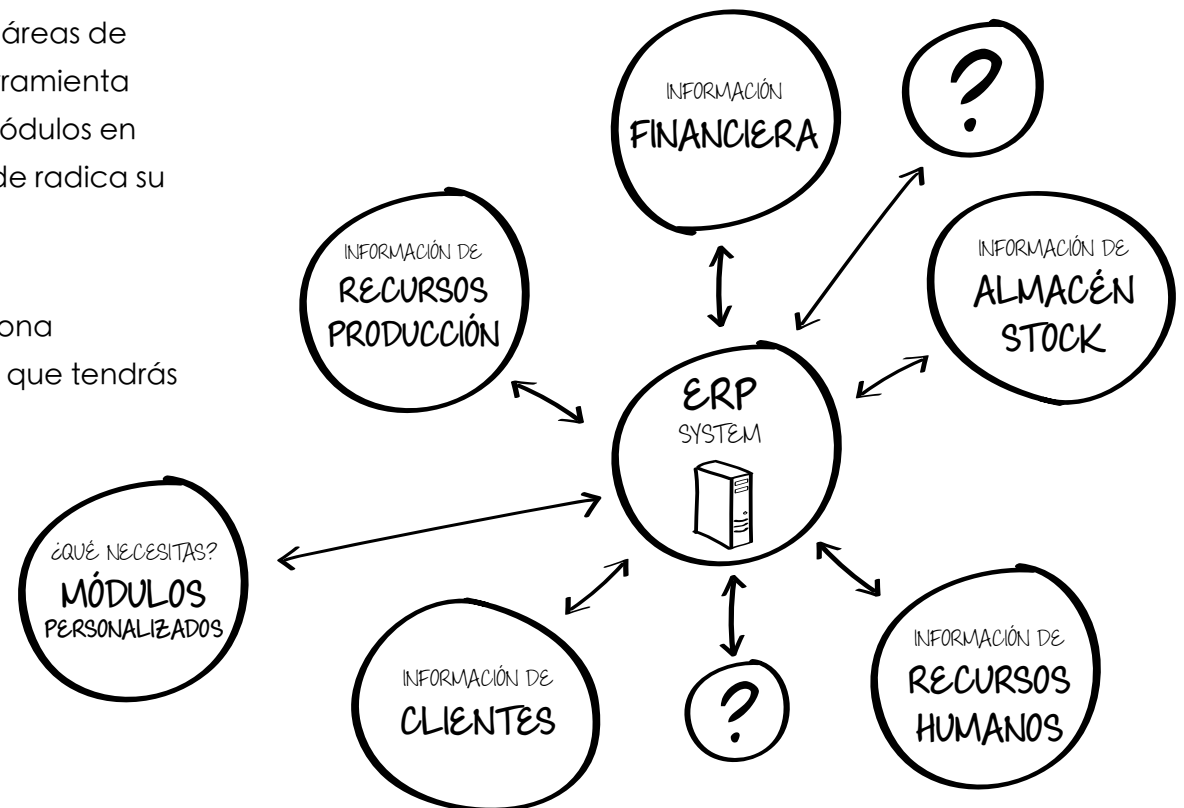 áreas de
ramienta
ódulos en
de radica su
ona
que tendrás
INFORMACIÓN
FINANCIERA
?
INFORMACIÓN DE
RECURSOS
PRODUCCIÓN
INFORMACIÓN DE
ALMACÉN
STOCK
ERP
SYSTEM
¿QUÉ NECESITAS?
MÓDULOS
PERSONALIZADOS
INFORMACIÓN DE
CLIENTES
?
INFORMACIÓN DE
RECURSOS
HUMANOS